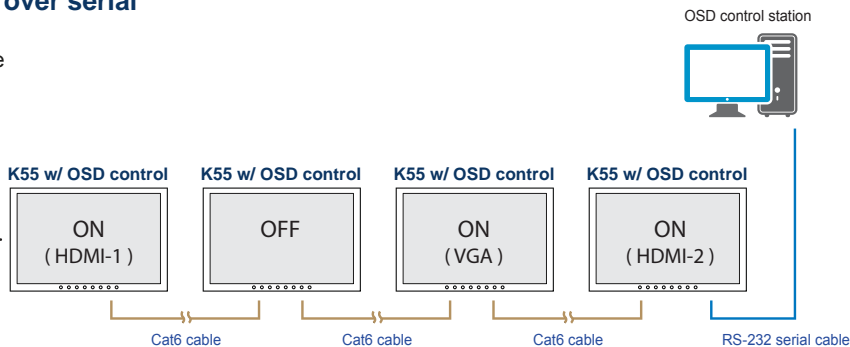 over serial
OSD control station
e
K55 w/ OSD control K55 w/ OSD control K55 w/ OSD control K55 w/ OSD control
ON OFF ON ON
( HDMI-1 ) ( VGA ) ( HDMI-2 )
.
Cat6 cable Cat6 cable Cat6 cable RS-232 serial cable